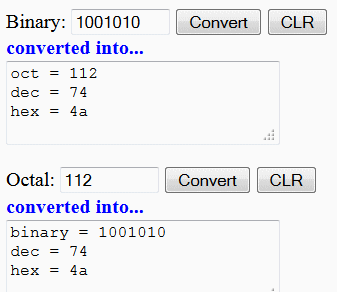 Binary: 1001010 Convert CLR
converted into...
oct = 112
dec = 74
hex = 4a
Octal: 112 Convert CLR
converted into...
binary = 1001010
dec = 74
hex = 4a